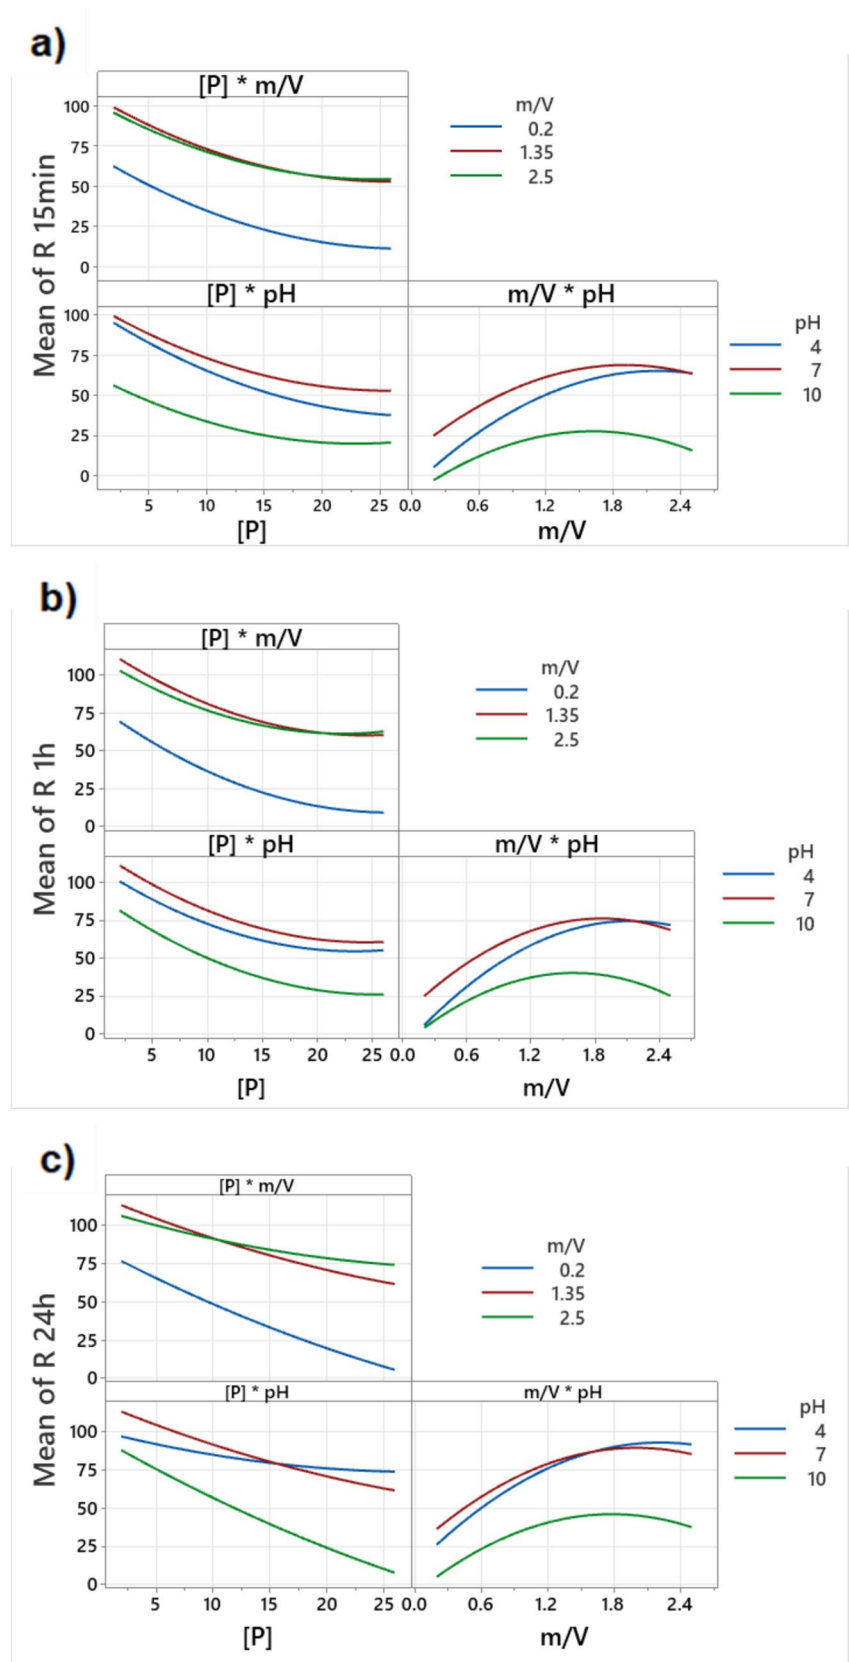 a)
[P] * m/V
m/V
0.2
1.35
2.5
100
75
50
25
0
Mean of R 15min
[P] * pH
m/V * pH
pH
4
7
10
100
75
50
25
0
5 10 15 20 25 0.0 0.6 1.2 1.8 2.4
[P] m/V
b)
[P] * m/V
m/V
0.2
1.35
2.5
100
75
50
25
0
Mean of R 1h
[P] * pH
m/V * pH
pH
4
7
10
100
75
50
25
0
5 10 15 20 25 0.0 0.6 1.2 1.8 2.4
[P] m/V
c)
[P] * m/V
m/V
0.2
1.35
2.5
100
75
50
25
0
Mean of R 24h
[P] * pH
m/V * pH
pH
4
7
10
100
75
50
25
0
5 10 15 20 25 0.0 0.6 1.2 1.8 2.4
[P] m/V